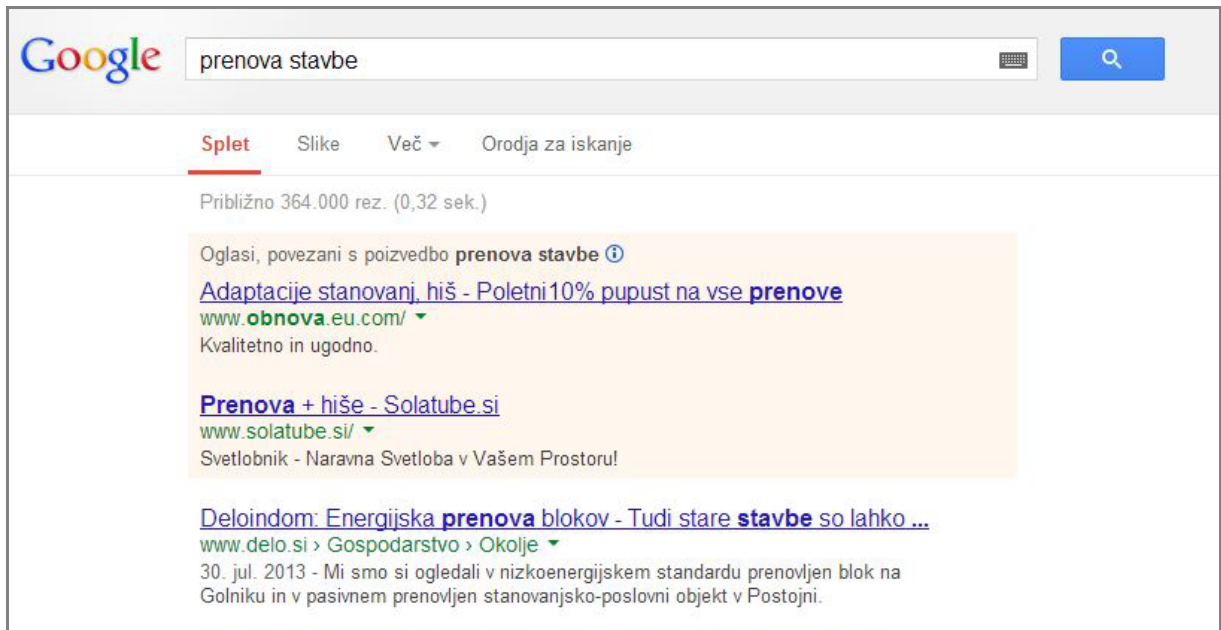 Google
prenova stavbe
Splet Slike Več Orodja za iskanje
Približno 364.000 rez. (0,32 sek.)
Oglasi, povezani s poizvedbo prenova stavbe
Adaptacije stanovanj, hiš - Poletni10% pupust na vse prenove
www.obnova.eu.com/
Kvalitetno in ugodno.
Prenova + hiše - Solatube.si
www.solatube.si/
Svetlobnik - Naravna Svetloba v Vašem Prostoru!
Deloindom: Energijska prenova blokov - Tudi stare stavbe so lahko ...
www.delo.si › Gospodarstvo › Okolje
30. jul. 2013 - Mi smo si ogledali v nizkoenergijskem standardu prenovljen blok na
Golniku in v pasivnem prenovljen stanovanjsko-poslovni objekt v Postojni.